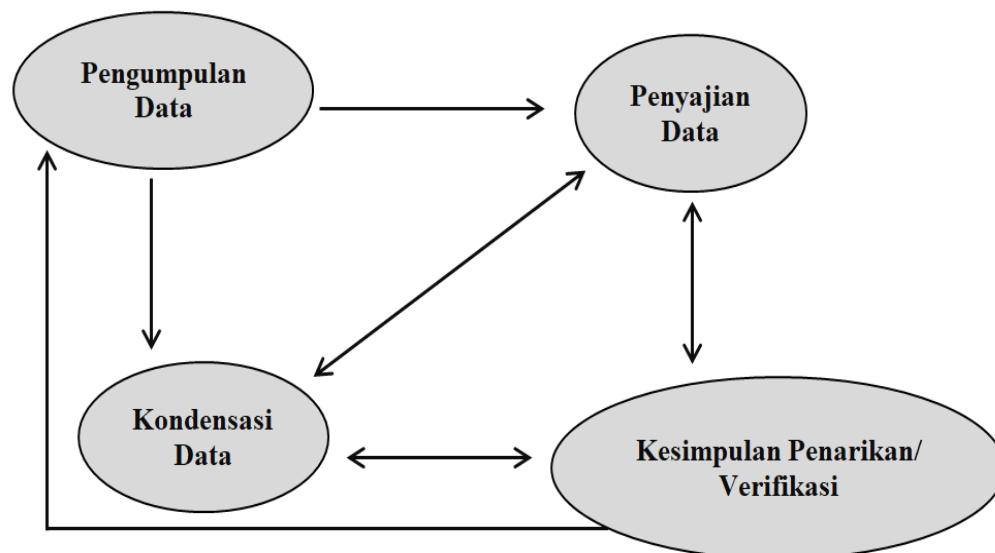 Pengumpulan
Data
Penyajian
Data
Kondensasi
Data
Kesimpulan Penarikan/
Verifikasi